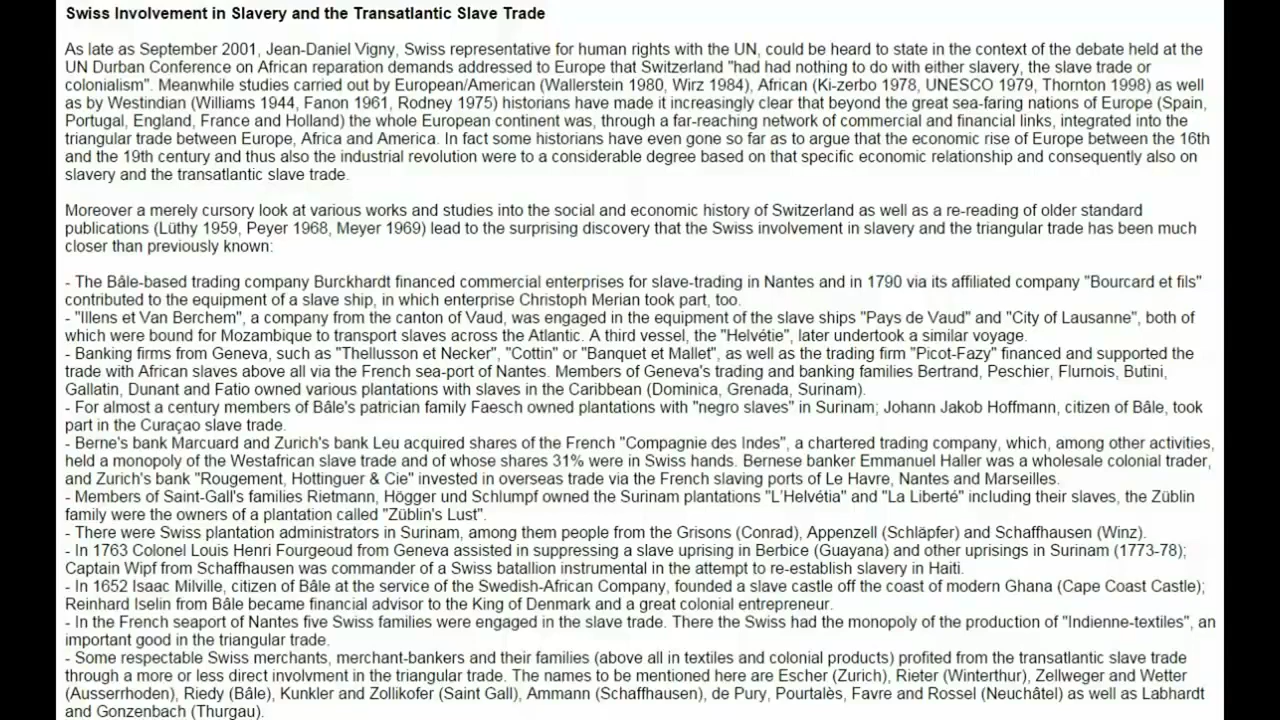 Swiss Involvement in Slavery and the Transatlantic Slave Trade
As late as September 2001, Jean-Daniel Vigny, Swiss representative for human rights with the UN, could be heard to state in the context of the debate held at the
UN Durban Conference on African reparation demands addressed to Europe that Switzerland "had had nothing to do with either slavery, the slave trade or
colonialism". Meanwhile studies carried out by European/American (Wallerstein 1980, Wirz 1984), African (Ki-zerbo 1978, UNESCO 1979, Thornton 1998) as well
as by Westindian (Williams 1944, Fanon 1961, Rodney 1975) historians have made it increasingly clear that beyond the great sea-faring nations of Europe (Spain,
Portugal, England, France and Holland) the whole European continent was, through a far-reaching network of commercial and financial links, integrated into the
triangular trade between Europe, Africa and America. In fact some historians have even gone so far as to argue that the economic rise of Europe between the 16th
and the 19th century and thus also the industrial revolution were to a considerable degree based on that specific economic relationship and consequently also on
slavery and the transatlantic slave trade.
Moreover a merely cursory look at various works and studies into the social and economic history of Switzerland as well as a re-reading of older standard
publications (Lüthy 1959, Peyer 1968, Meyer 1969) lead to the surprising discovery that the Swiss involvement in slavery and the triangular trade has been much
closer than previously known:
- The Bâle-based trading company Burckhardt financed commercial enterprises for slave-trading in Nantes and in 1790 via its affiliated company "Bourcard et fils"
contributed to the equipment of a slave ship, in which enterprise Christoph Merian took part, too.
- "Illens et Van Berchem", a company from the canton of Vaud, was engaged in the equipment of the slave ships "Pays de Vaud" and "City of Lausanne", both of
which were bound for Mozambique to transport slaves across the Atlantic. A third vessel, the "Helvétie", later undertook a similar voyage.
- Banking firms from Geneva, such as "Thellusson et Necker", "Cottin" or "Banquet et Mallet", as well as the trading firm "Picot-Fazy" financed and supported the
trade with African slaves above all via the French sea-port of Nantes. Members of Geneva's trading and banking families Bertrand, Peschier, Flurnois, Butini,
Gallatin, Dunant and Fatio owned various plantations with slaves in the Caribbean (Dominica, Grenada, Surinam).
- For almost a century members of Bâle's patrician family Faesch owned plantations with "negro slaves" in Surinam; Johann Jakob Hoffmann, citizen of Bâle, took
part in the Curaçao slave trade.
- Berne's bank Marcuard and Zurich's bank Leu acquired shares of the French "Compagnie des Indes", a chartered trading company, which, among other activities,
held a monopoly of the Westafrican slave trade and of whose shares 31% were in Swiss hands. Bernese banker Emmanuel Haller was a wholesale colonial trader,
and Zurich's bank "Rougement, Hottinguer & Cie" invested in overseas trade via the French slaving ports of Le Havre, Nantes and Marseilles.
- Members of Saint-Gall's families Rietmann, Högger und Schlumpf owned the Surinam plantations "L'Helvétia" and "La Liberté" including their slaves, the Züblin
family were the owners of a plantation called "Züblin's Lust".
- There were Swiss plantation administrators in Surinam, among them people from the Grisons (Conrad), Appenzell (Schläpfer) and Schaffhausen (Winz).
- In 1763 Colonel Louis Henri Fourgeoud from Geneva assisted in suppressing a slave uprising in Berbice (Guayana) and other uprisings in Surinam (1773-78);
Captain Wipf from Schaffhausen was commander of a Swiss batallion instrumental in the attempt to re-establish slavery in Haiti.
- In 1652 Isaac Milville, citizen of Bâle at the service of the Swedish-African Company, founded a slave castle off the coast of modern Ghana (Cape Coast Castle);
Reinhard Iselin from Bâle became financial advisor to the King of Denmark and a great colonial entrepreneur.
- In the French seaport of Nantes five Swiss families were engaged in the slave trade. There the Swiss had the monopoly of the production of "Indienne-textiles", an
important good in the triangular trade.
- Some respectable Swiss merchants, merchant-bankers and their families (above all in textiles and colonial products) profited from the transatlantic slave trade
through a more or less direct involvment in the triangular trade. The names to be mentioned here are Escher (Zurich), Rieter (Winterthur), Zellweger and Wetter
(Ausserrhoden), Riedy (Bâle), Kunkler and Zollikofer (Saint Gall), Ammann (Schaffhausen), de Pury, Pourtalès, Favre and Rossel (Neuchâtel) as well as Labhardt
and Gonzenbach (Thurgau).